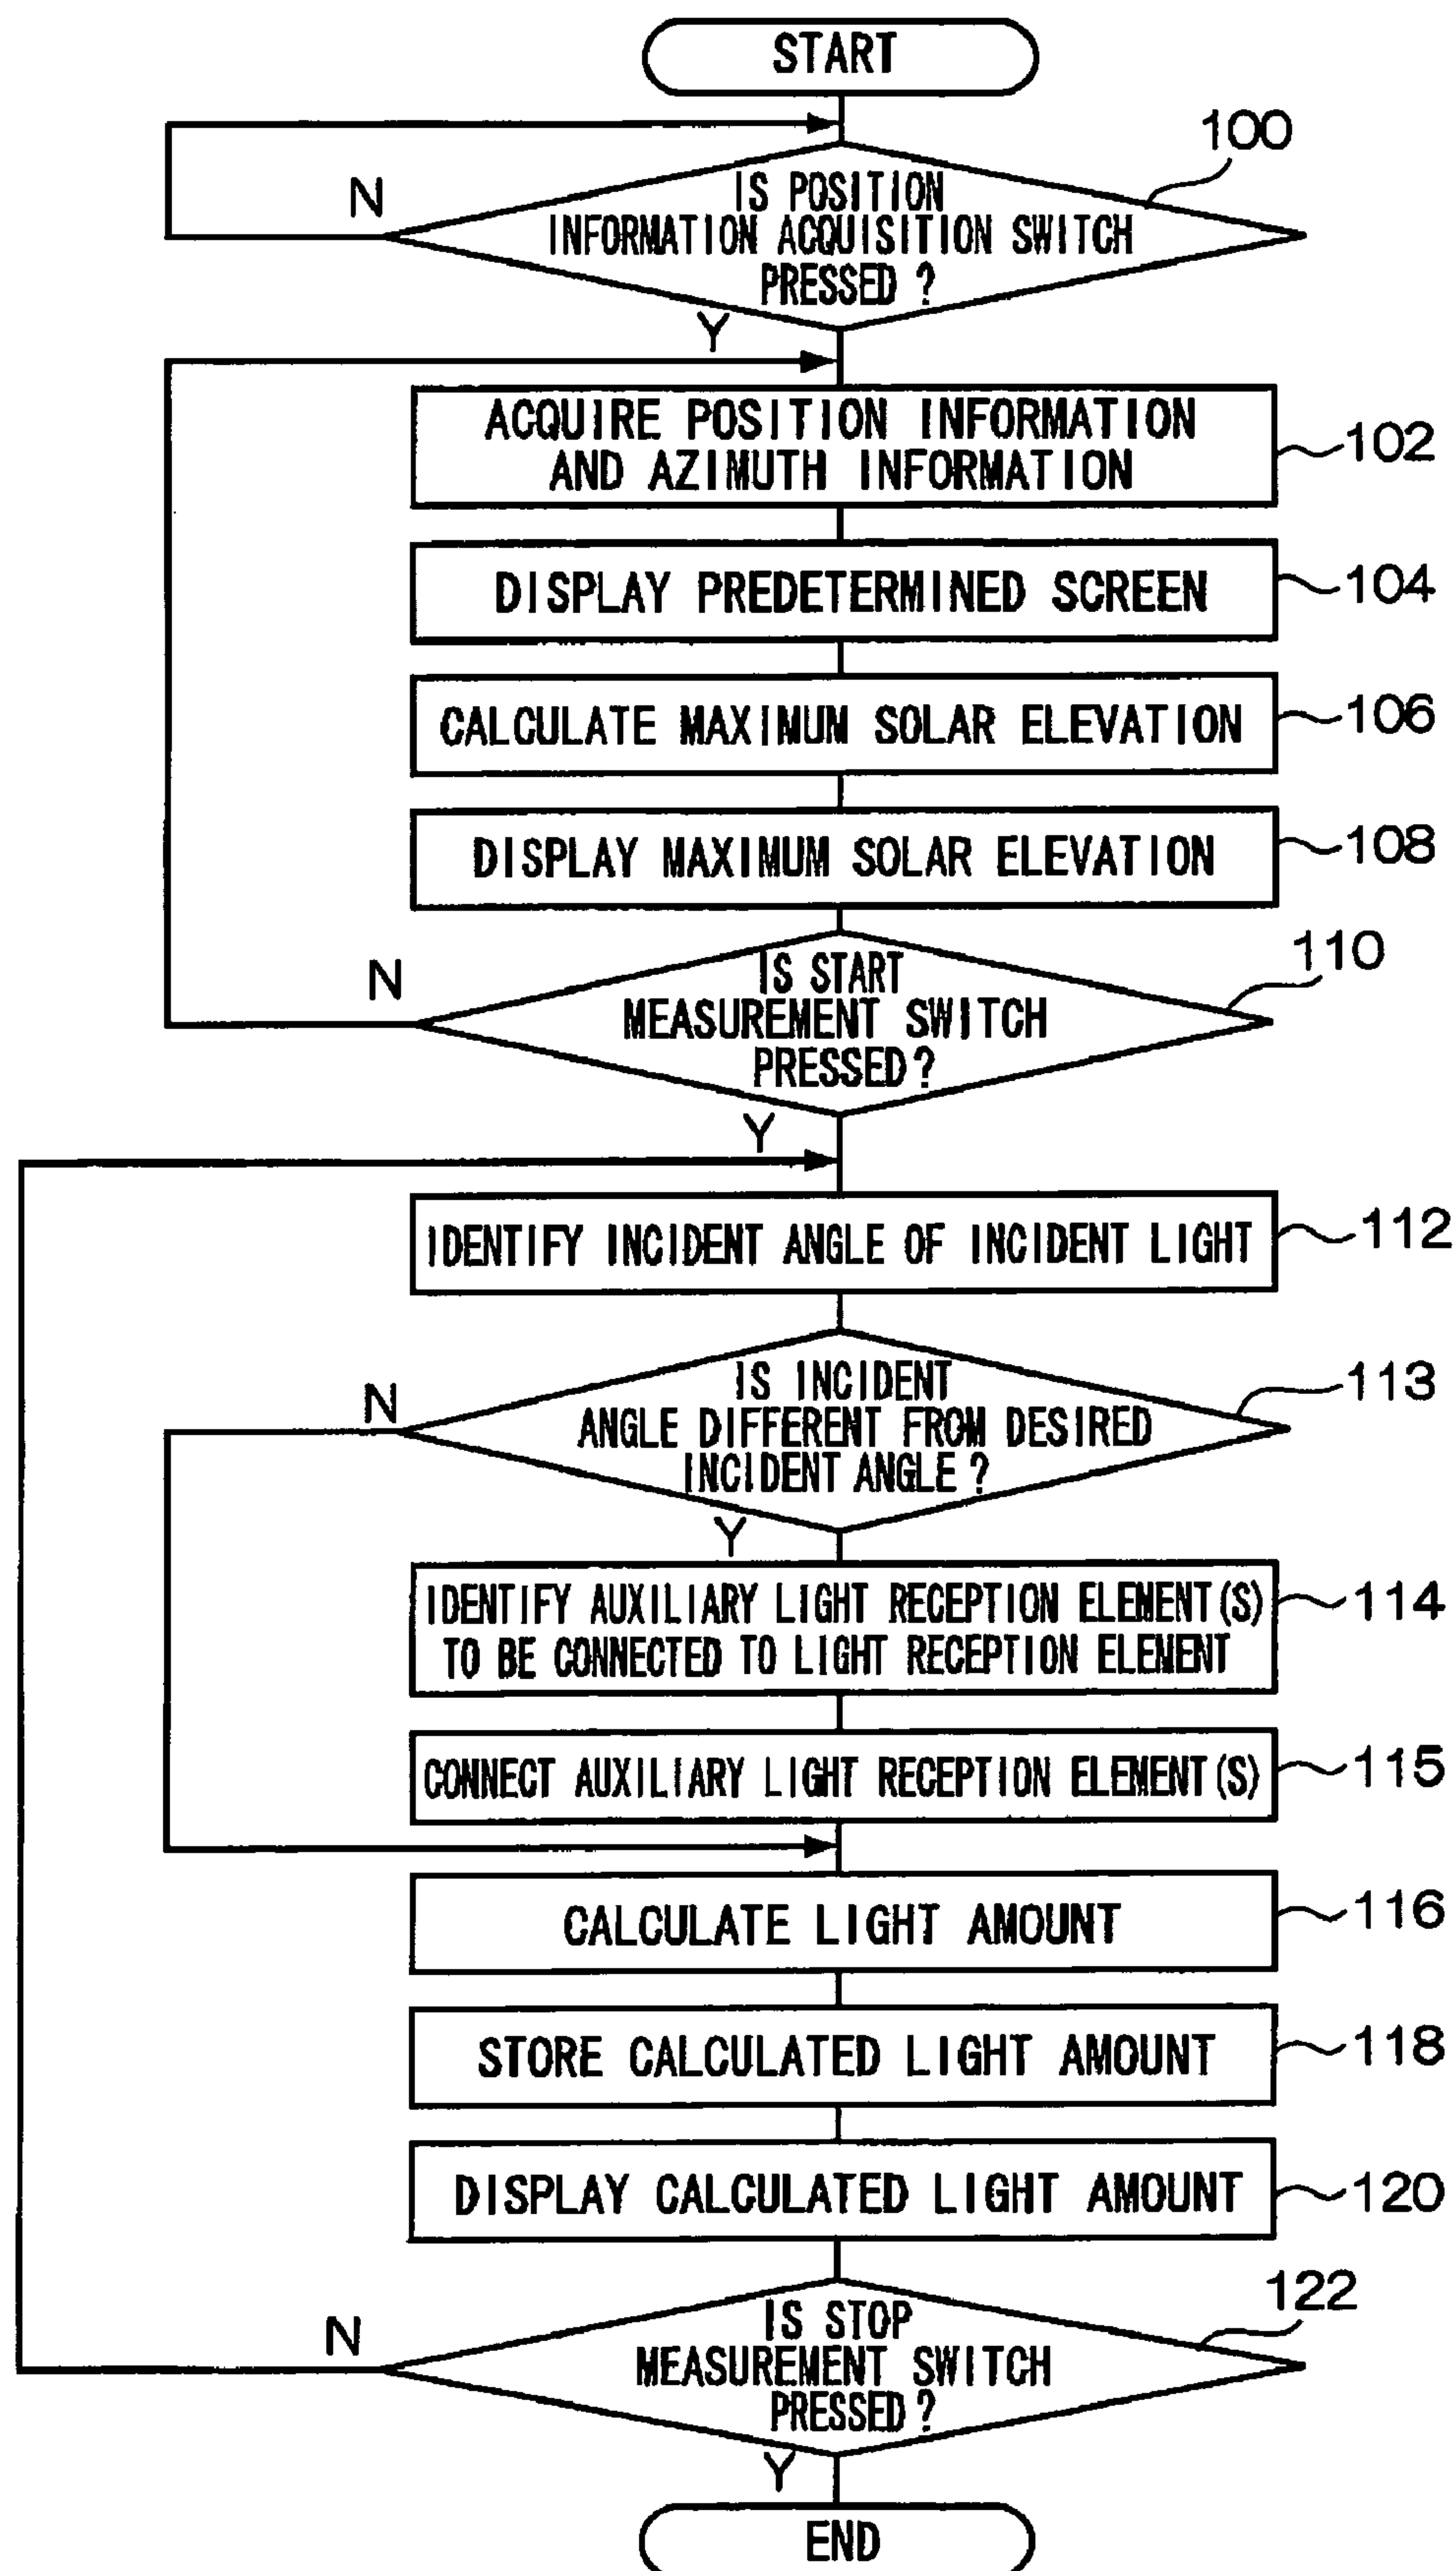 START
100
N
IS POSITION
INFORMATION ACQUISITION SWITCH
PRESSED ?
Y
ACQUIRE POSITION INFORMATION
AND AZIMUTH INFORMATION
102
DISPLAY PREDETERMINED SCREEN
104
CALCULATE MAXIMUM SOLAR ELEVATION
106
DISPLAY MAXIMUM SOLAR ELEVATION
108
110
N
IS START
MEASUREMENT SWITCH
PRESSED?
Y
IDENTIFY INCIDENT ANGLE OF INCIDENT LIGHT
112
N
IS INCIDENT
ANGLE DIFFERENT FROM DESIRED
INCIDENT ANGLE ?
113
Y
IDENTIFY AUXILIARY LIGHT RECEPTION ELEMENT(S)
TO BE CONNECTED TO LIGHT RECEPTION ELEMENT
114
CONNECT AUXILIARY LIGHT RECEPTION ELEMENT(S)
115
CALCULATE LIGHT AMOUNT
116
STORE CALCULATED LIGHT AMOUNT
118
DISPLAY CALCULATED LIGHT AMOUNT
120
122
N
IS STOP
MEASUREMENT SWITCH
PRESSED?
Y
END